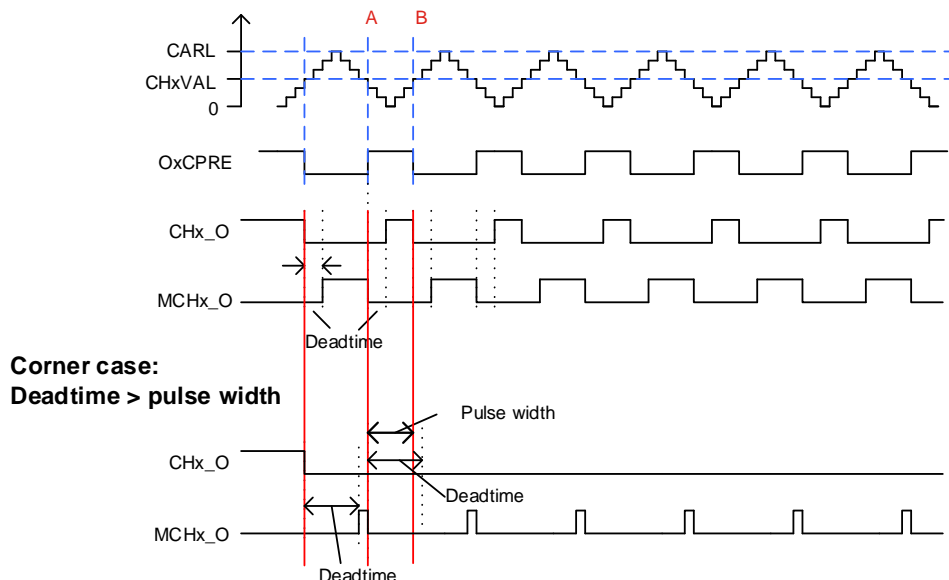 A B
CARL
CHxVAL
0
OxCPRE
CHx_O
MCHx_O
Deadtime
Corner case:
Deadtime > pulse width
Pulse width
CHx_O
Deadtime
MCHx_O
Deadtime